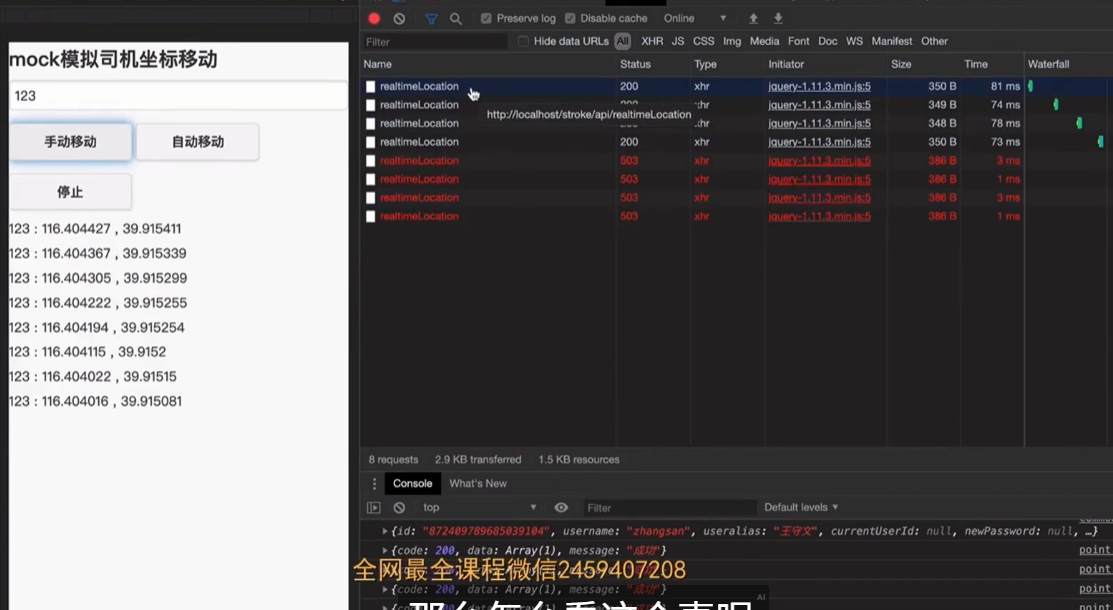 mock模拟司机坐标移动
123
手动移动
自动移动
停止
123 : 116.404427 , 39.915411
123 : 116.404367 , 39.915339
123 : 116.404305 , 39.915299
123 : 116.404222 , 39.915255
123 : 116.404194 , 39.915254
123 : 116.404115 , 39.9152
123 : 116.404022 , 39.91515
123 : 116.404016 , 39.915081
Preserve log Disable cache Online
Filter Hide data URLs All XHR JS CSS Img Media Font Doc WS Manifest Other
Name Status Type Initiator Size Time Waterfall
realtimeLocation 200 xhr jquery-1.11.3.min.js:5 350 B 81 ms
realtimeLocation 200 xhr jquery-1.11.3.min.js:5 349 B 74 ms
http://localhost/stroke/api/realtimeLocation
realtimeLocation xhr jquery-1.11.3.min.js:5 348 B 78 ms
realtimeLocation 200 xhr jquery-1.11.3.min.js:5 350 B 73 ms
realtimeLocation 503 xhr jquery-1.11.3.min.js:5 386 B 3 ms
realtimeLocation 503 xhr jquery-1.11.3.min.js:5 386 B 1 ms
realtimeLocation 503 xhr jquery-1.11.3.min.js:5 386 B 3 ms
realtimeLocation 503 xhr jquery-1.11.3.min.js:5 386 B 1 ms
8 requests 2.9 KB transferred 1.5 KB resources
Console What's New
top Filter Default levels
{id: "872409789685039104", username: "zhangsan", useralias: "王守文", currentUserId: null, newPassword: null, …}
{code: 200, data: Array(1), message: "成功"} point
全网最全课程微信2459407208
point
{code: 200, data: Array(1), message: "成功"} point
那么怎么看这个事呢
AI